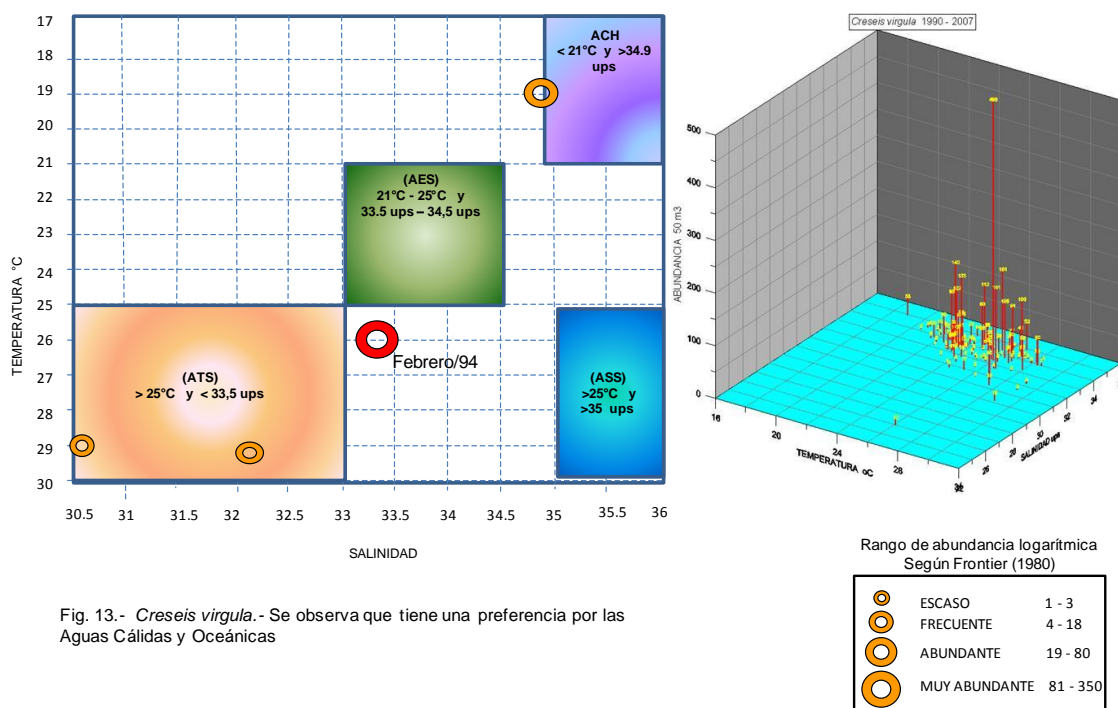 17
18
19
20
21
22
23
24
25
26
27
28
29
30
TEMPERATURA °C
30.5 31 31.5 32 32.5 33 33.5 34 34.5 35 35.5 36
SALINIDAD
ACH
< 21°C y >34.9
ups
(AES)
21°C - 25°C y
33.5 ups – 34,5 ups
(ATS)
> 25°C y < 33,5 ups
Febrero/94
(ASS)
>25°C y
>35 ups
Creseis virgula 1990 - 2007
500
400
300
200
100
0
ABUNDANCIA 50 m3
16 20 24 28
TEMPERATURA oC
26 28 30 32 34
SALINIDAD ups
Rango de abundancia logarítmica
Según Frontier (1980)
ESCASO 1 - 3
FRECUENTE 4 - 18
ABUNDANTE 19 - 80
MUY ABUNDANTE 81 - 350
Fig. 13.- Creseis virgula.- Se observa que tiene una preferencia por las
Aguas Cálidas y Oceánicas